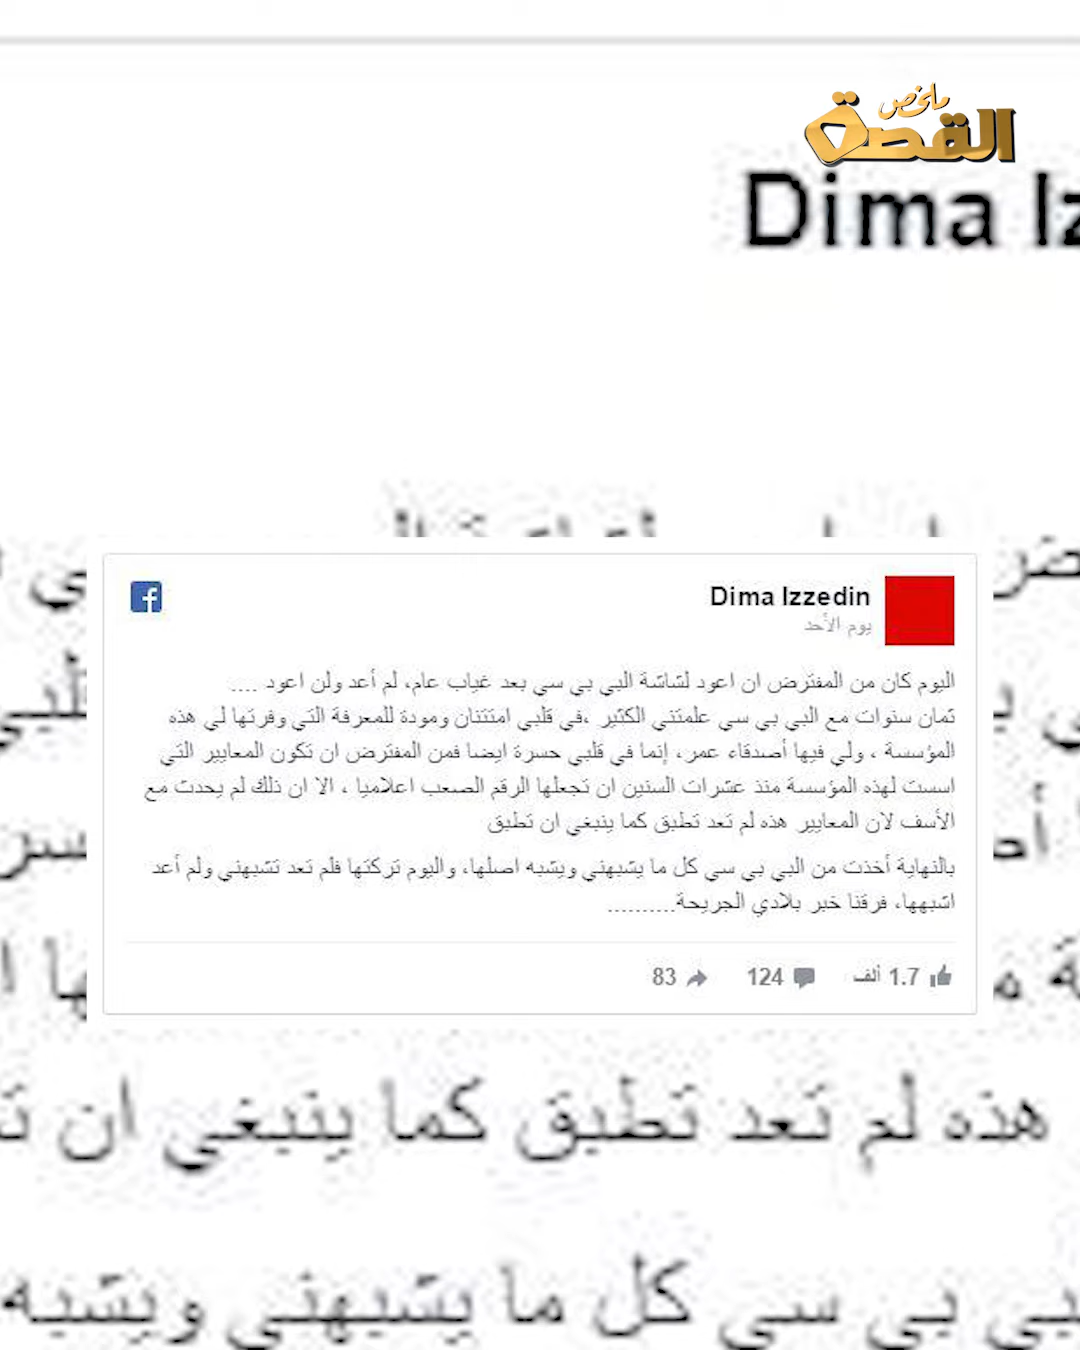 ملخص
القصة
Dima Iz
Dima Izzedin
يوم الأحد
اليوم كان من المفترض ان اعود لشاشة البي بي سي بعد غياب عام، لم أعد ولن اعود ....
ثمان سنوات مع البي بي سي علمتني الكثير ،في قلبي امتتنان ومودة للمعرفة التي وفرتها لي هذه
المؤسسة ، ولي فيها أصدقاء عمر، إنما في قلبي حسرة ايضا فمن المفترض ان تكون المعايير التي
اسست لهذه المؤسسة منذ عشرات السنين ان تجعلها الرقم الصعب اعلاميا ، الا ان ذلك لم يحدث مع
الأسف لان المعايير هذه لم تعد تطبق كما ينبغي ان تطبق
بالنهاية أخذت من البي بي سي كل ما يشبهني ويشبه اصلها، واليوم تركتها فلم تعد تشبهني ولم أعد
اشبهها، فرقنا خبر بلادي الجريحة..........
1.7 ألف 124 83
هذه لم تعد تطبق كما ينبغي ان
بي سي كل ما يشبهني ويشبه